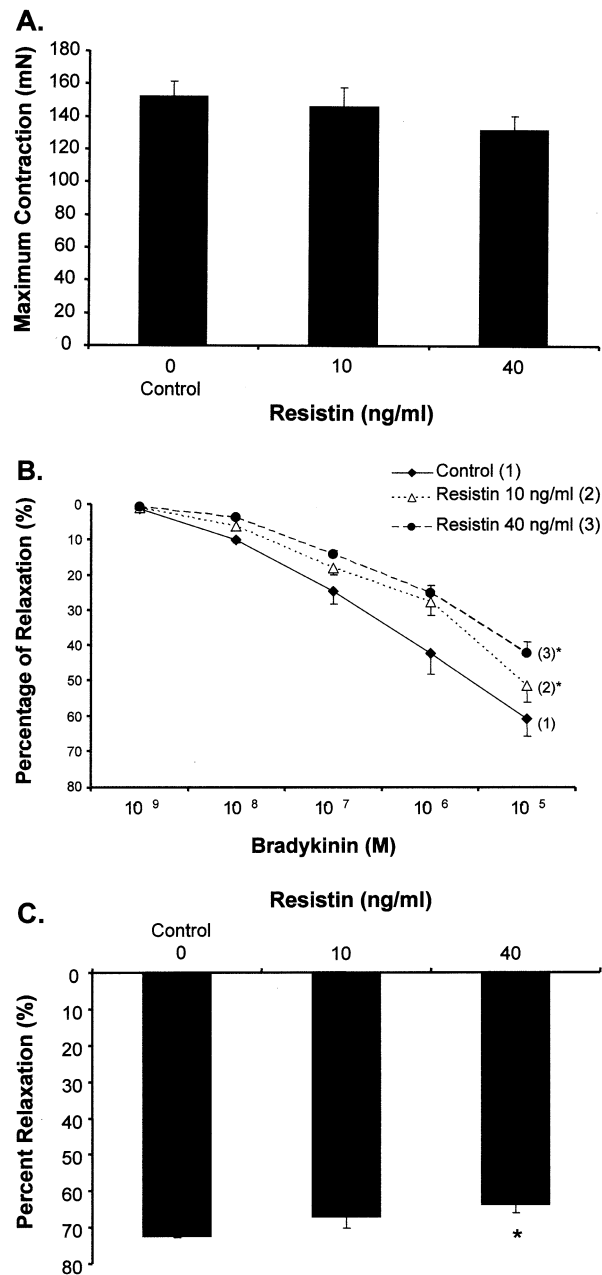 A.
Maximum Contraction (mN)
180
160
140
120
100
80
60
40
20
0
0 10 40
Control
Resistin (ng/ml)
B.
Control (1)
Resistin 10 ng/ml (2)
Resistin 40 ng/ml (3)
Percentage of Relaxation (%)
0
10
20
30
40
50
60
70
80
(3)*
(2)*
(1)
10 9 10 8 10 7 10 6 10 5
Bradykinin (M)
C.
Resistin (ng/ml)
Control
0 10 40
Percent Relaxation (%)
0
10
20
30
40
50
60
70
80
*